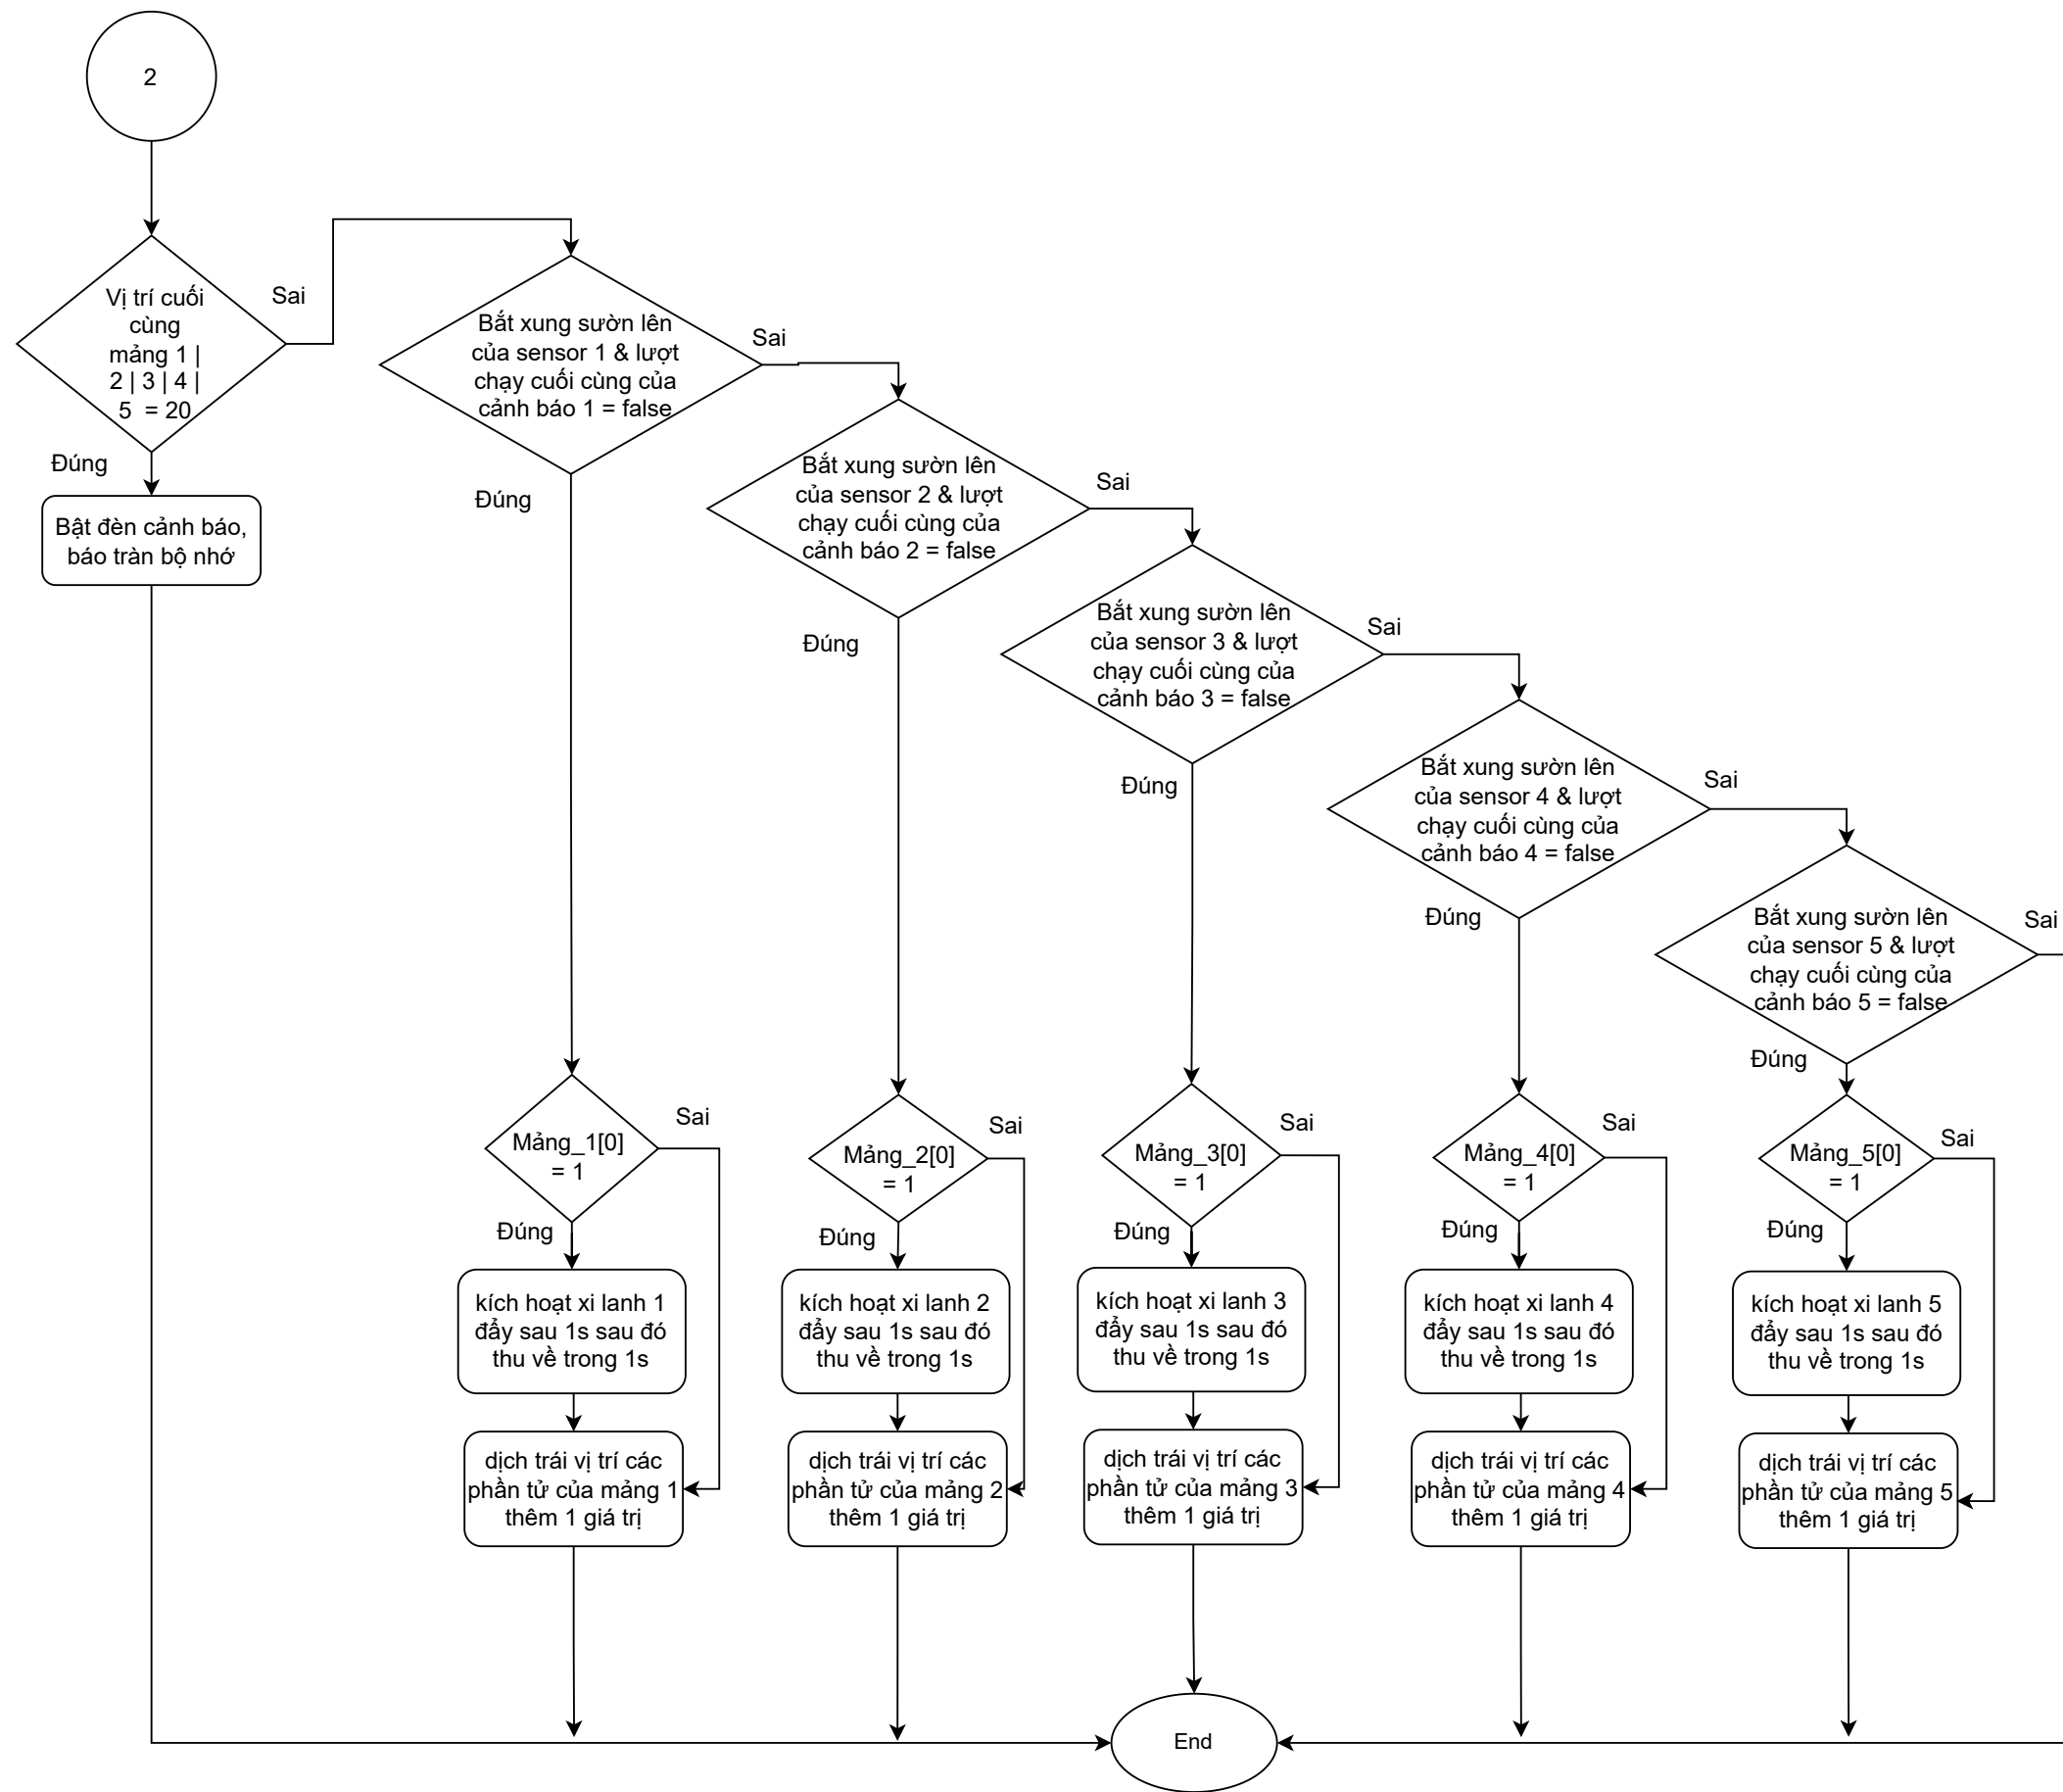 2
Vị trí cuối
cùng
mảng 1 |
2 | 3 | 4 |
5 = 20
Sai
Đúng
Bật đèn cảnh báo,
báo tràn bộ nhớ
Bắt xung sườn lên
của sensor 1 & lượt
chạy cuối cùng của
cảnh báo 1 = false
Sai
Đúng
Bắt xung sườn lên
của sensor 2 & lượt
chạy cuối cùng của
cảnh báo 2 = false
Sai
Đúng
Bắt xung sườn lên
của sensor 3 & lượt
chạy cuối cùng của
cảnh báo 3 = false
Sai
Đúng
Bắt xung sườn lên
của sensor 4 & lượt
chạy cuối cùng của
cảnh báo 4 = false
Sai
Đúng
Bắt xung sườn lên
của sensor 5 & lượt
chạy cuối cùng của
cảnh báo 5 = false
Sai
Đúng
Mảng_1[0]
= 1
Sai
Đúng
kích hoạt xi lanh 1
đẩy sau 1s sau đó
thu về trong 1s
dịch trái vị trí các
phần tử của mảng 1
thêm 1 giá trị
Mảng_2[0]
= 1
Sai
Đúng
kích hoạt xi lanh 2
đẩy sau 1s sau đó
thu về trong 1s
dịch trái vị trí các
phần tử của mảng 2
thêm 1 giá trị
Mảng_3[0]
= 1
Sai
Đúng
kích hoạt xi lanh 3
đẩy sau 1s sau đó
thu về trong 1s
dịch trái vị trí các
phần tử của mảng 3
thêm 1 giá trị
Mảng_4[0]
= 1
Sai
Đúng
kích hoạt xi lanh 4
đẩy sau 1s sau đó
thu về trong 1s
dịch trái vị trí các
phần tử của mảng 4
thêm 1 giá trị
Mảng_5[0]
= 1
Sai
Đúng
kích hoạt xi lanh 5
đẩy sau 1s sau đó
thu về trong 1s
dịch trái vị trí các
phần tử của mảng 5
thêm 1 giá trị
End